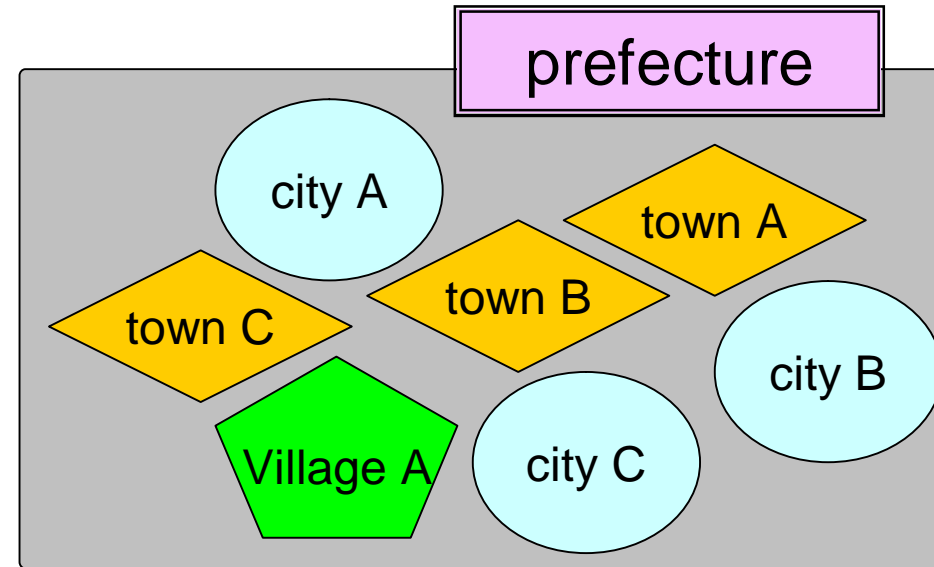 prefecture
city A
town A
town B
town C
city B
Village A
city C